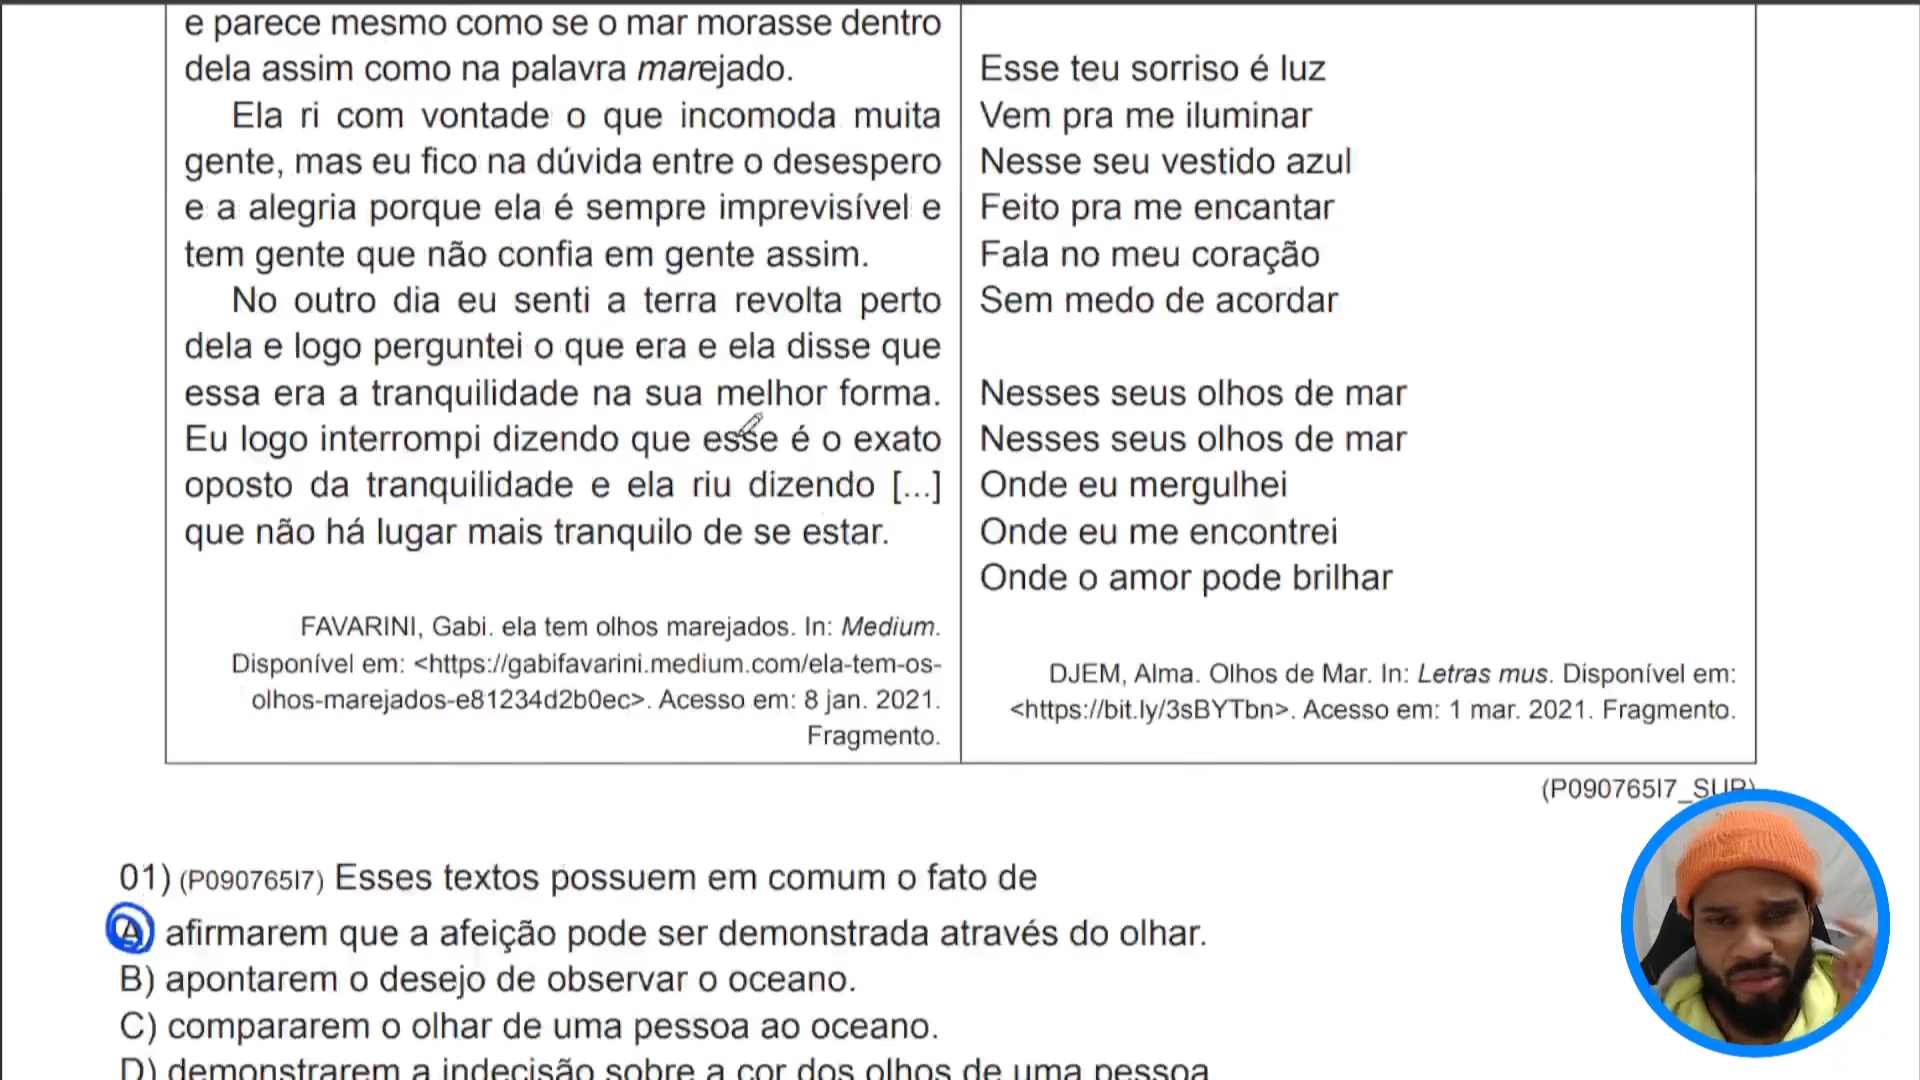 e parece mesmo como se o mar morasse dentro
dela assim como na palavra marejado.
Ela ri com vontade o que incomoda muita
gente, mas eu fico na dúvida entre o desespero
e a alegria porque ela é sempre imprevisível e
tem gente que não confia em gente assim.
No outro dia eu senti a terra revolta perto
dela e logo perguntei o que era e ela disse que
essa era a tranquilidade na sua melhor forma.
Eu logo interrompi dizendo que esse é o exato
oposto da tranquilidade e ela riu dizendo [...]
que não há lugar mais tranquilo de se estar.
FAVARINI, Gabi. ela tem olhos marejados. In: Medium.
Disponível em: <https://gabifavarini.medium.com/ela-tem-os-
olhos-marejados-e81234d2b0ec>. Acesso em: 8 jan. 2021.
Fragmento.
Esse teu sorriso é luz
Vem pra me iluminar
Nesse seu vestido azul
Feito pra me encantar
Fala no meu coração
Sem medo de acordar
Nesses seus olhos de mar
Nesses seus olhos de mar
Onde eu mergulhei
Onde eu me encontrei
Onde o amor pode brilhar
DJEM, Alma. Olhos de Mar. In: Letras mus. Disponível em:
<https://bit.ly/3sBYTbn>. Acesso em: 1 mar. 2021. Fragmento.
(P090765I7_SUP)
01) (P090765I7) Esses textos possuem em comum o fato de
A) afirmarem que a afeição pode ser demonstrada através do olhar.
B) apontarem o desejo de observar o oceano.
C) compararem o olhar de uma pessoa ao oceano.
D) demonstrarem a indecisão sobre a cor dos olhos de uma pessoa